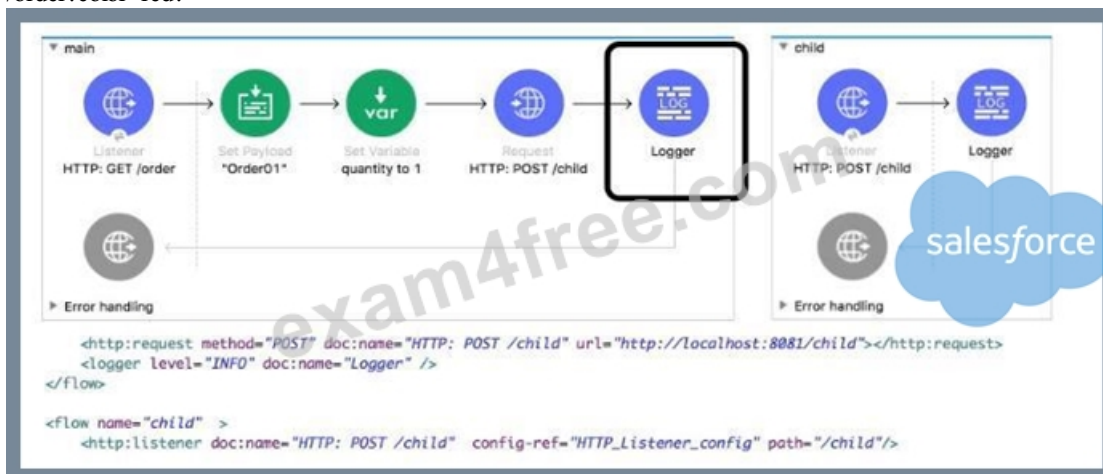 main
child
Listener
HTTP: GET /order
Set Payload
"Order01"
var
Set Variable
quantity to 1
Request
HTTP: POST /child
LOG
Logger
Listener
HTTP: POST /child
LOG
Logger
Error handling
Error handling
salesforce
exam4free.com
<http:request method="POST" doc:name="HTTP: POST /child" url="http://localhost:8081/child"></http:request>
<logger level="INFO" doc:name="Logger" />
</flow>
<flow name="child" >
<http:listener doc:name="HTTP: POST /child" config-ref="HTTP_Listener_config" path="/child"/>